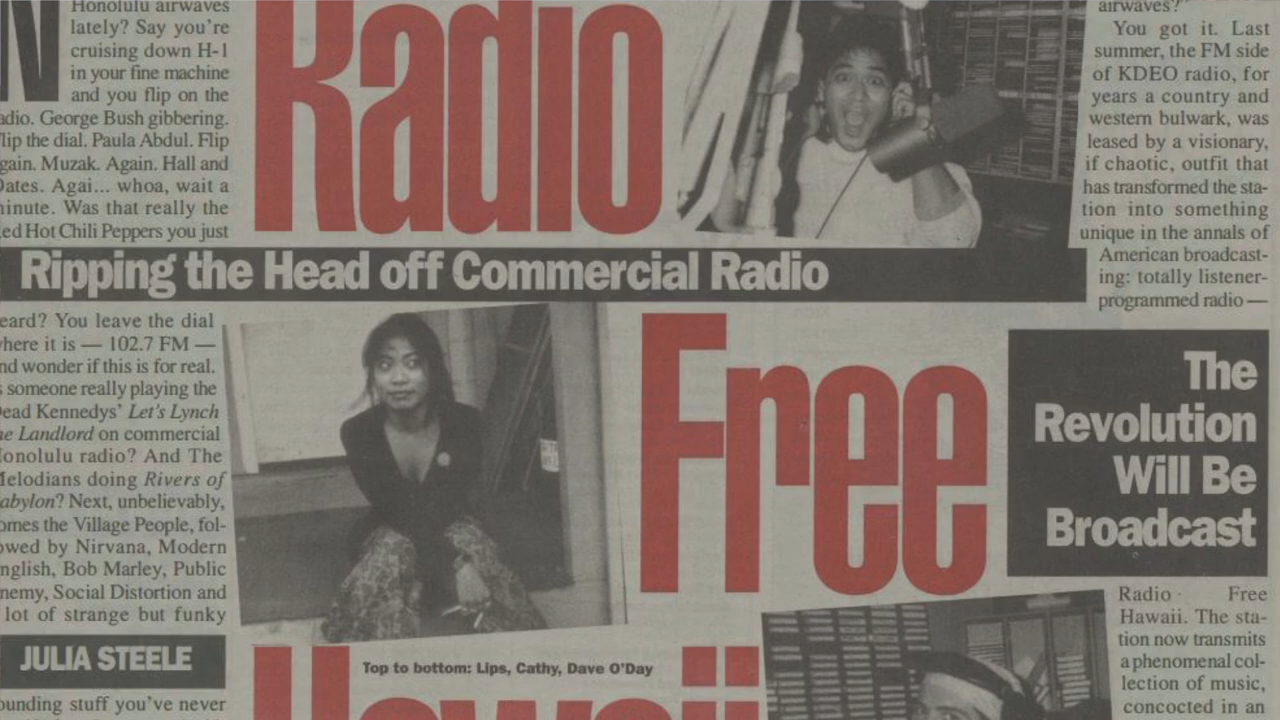 N
Honolulu airwaves
lately? Say you're
cruising down H-1
in your fine machine
and you flip on the
adio. George Bush gibbering.
lip the dial. Paula Abdul. Flip
gain. Muzak. Again. Hall and
Oates. Agai... whoa, wait a
minute. Was that really the
ed Hot Chili Peppers you just
Radio
airwaves?"
You got it. Last
summer, the FM side
of KDEO radio, for
years a country and
western bulwark, was
leased by a visionary,
if chaotic, outfit that
has transformed the sta-
tion into something
unique in the annals of
American broadcast-
ing: totally listener-
programmed radio —
Ripping the Head off Commercial Radio
eard? You leave the dial
where it is — 102.7 FM —
nd wonder if this is for real.
s someone really playing the
Dead Kennedys' Let's Lynch
he Landlord on commercial
Honolulu radio? And The
Melodians doing Rivers of
abylon? Next, unbelievably,
omes the Village People, fol-
owed by Nirvana, Modern
nglish, Bob Marley, Public
nemy, Social Distortion and
lot of strange but funky
JULIA STEELE
ounding stuff you've never
Free
The
Revolution
Will Be
Broadcast
Top to bottom: Lips, Cathy, Dave O'Day
Hawaii
Radio Free
Hawaii. The sta-
tion now transmits
a phenomenal col-
lection of music,
concocted in an